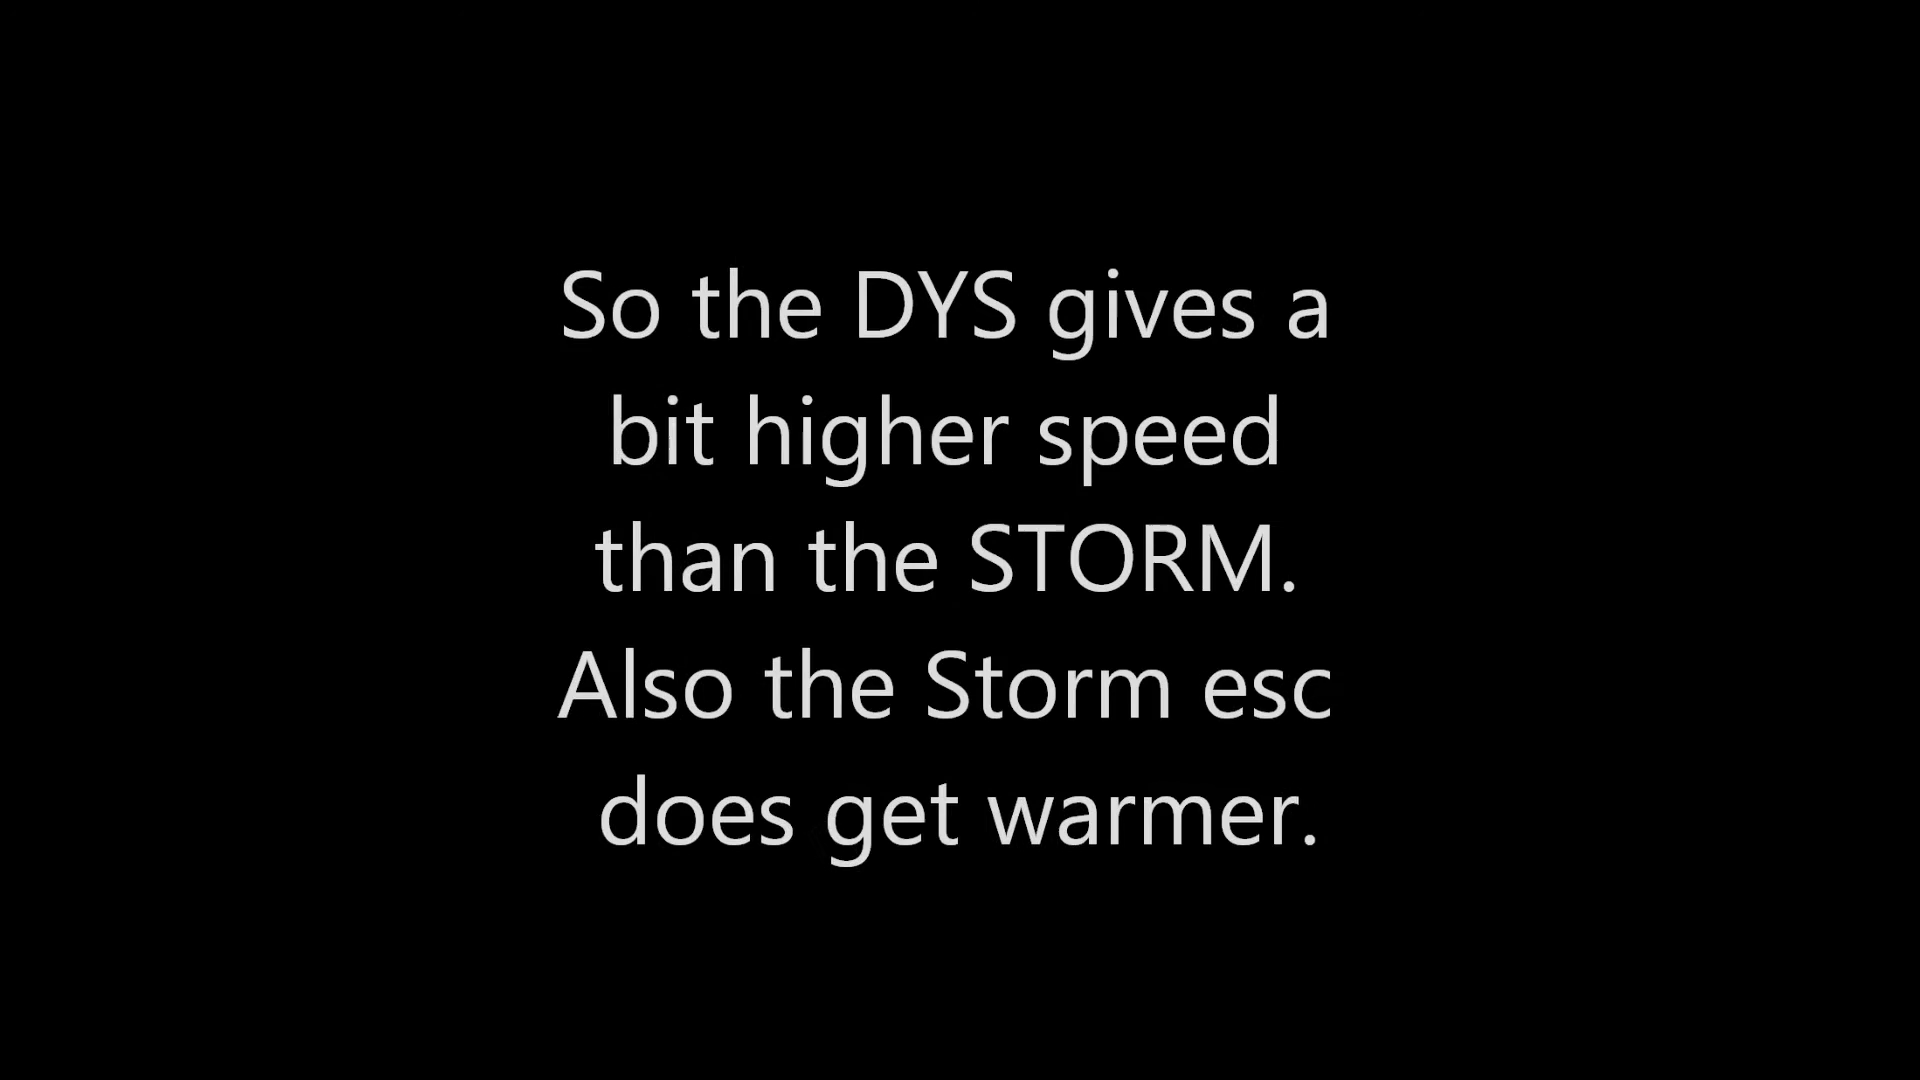 So the DYS gives a
bit higher speed
than the STORM.
Also the Storm esc
does get warmer.